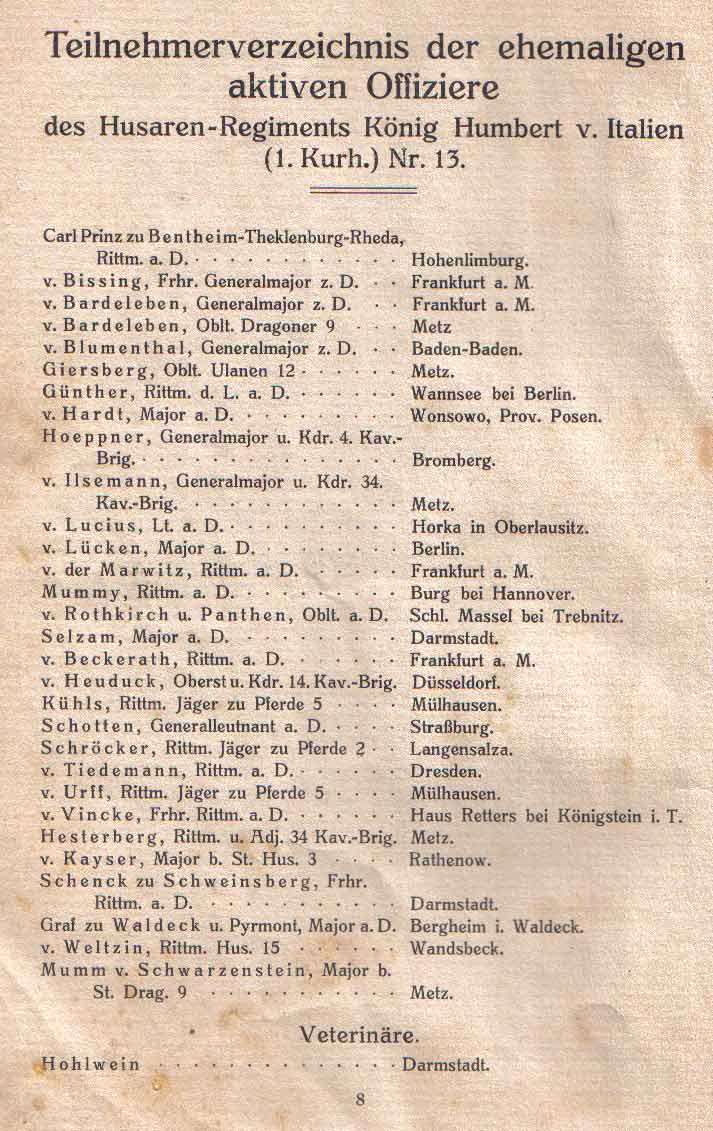 Teilnehmerverzeichnis der ehemaligen
aktiven Offiziere
des Husaren-Regiments König Humbert v. Italien
(1. Kurh.) Nr. 13.
Carl Prinz zu Bentheim-Theklenburg-Rheda,
Rittm. a. D. · · · · · · · · · · · · Hohenlimburg.
v. Bissing, Frhr. Generalmajor z. D. · · Frankfurt a. M.
v. Bardeleben, Generalmajor z. D. · · Frankfurt a. M.
v. Bardeleben, Oblt. Dragoner 9 · · · Metz
v. Blumenthal, Generalmajor z. D. · · Baden-Baden.
Giersberg, Oblt. Ulanen 12 · · · · · · Metz.
Günther, Rittm. d. L. a. D. · · · · · · Wannsee bei Berlin.
v. Hardt, Major a. D. · · · · · · · · · Wonsowo, Prov. Posen.
Hoeppner, Generalmajor u. Kdr. 4. Kav.-
Brig. · · · · · · · · · · · · · · · Bromberg.
v. Ilsemann, Generalmajor u. Kdr. 34.
Kav.-Brig. · · · · · · · · · · · · Metz.
v. Lucius, Lt. a. D. · · · · · · · · · · Horka in Oberlausitz.
v. Lücken, Major a. D. · · · · · · · · Berlin.
v. der Marwitz, Rittm. a. D. · · · · · · Frankfurt a. M.
Mummy, Rittm. a. D. · · · · · · · · · Burg bei Hannover.
v. Rothkirch u. Panthen, Oblt. a. D. Schl. Massel bei Trebnitz.
Selzam, Major a. D. · · · · · · · · · Darmstadt.
v. Beckerath, Rittm. a. D. · · · · · · Frankfurt a. M.
v. Heuduck, Oberst u. Kdr. 14. Kav.-Brig. Düsseldorf.
Kühls, Rittm. Jäger zu Pferde 5 · · · · Mülhausen.
Schotten, Generalleutnant a. D. · · · · Straßburg.
Schröcker, Rittm. Jäger zu Pferde 2 · · Langensalza.
v. Tiedemann, Rittm. a. D. · · · · · · Dresden.
v. Urff, Rittm. Jäger zu Pferde 5 · · · · Mülhausen.
v. Vincke, Frhr. Rittm. a. D. · · · · · · Haus Retters bei Königstein i. T.
Hesterberg, Rittm. u. Adj. 34 Kav.-Brig. Metz.
v. Kayser, Major b. St. Hus. 3 · · · · Rathenow.
Schenck zu Schweinsberg, Frhr.
Rittm. a. D. · · · · · · · · · · · Darmstadt.
Graf zu Waldeck u. Pyrmont, Major a. D. Bergheim i. Waldeck.
v. Weltzin, Rittm. Hus. 15 · · · · · · Wandsbeck.
Mumm v. Schwarzenstein, Major b.
St. Drag. 9 · · · · · · · · · · · Metz.
Veterinäre.
Hohlwein · · · · · · · · · · · · · · Darmstadt.
8